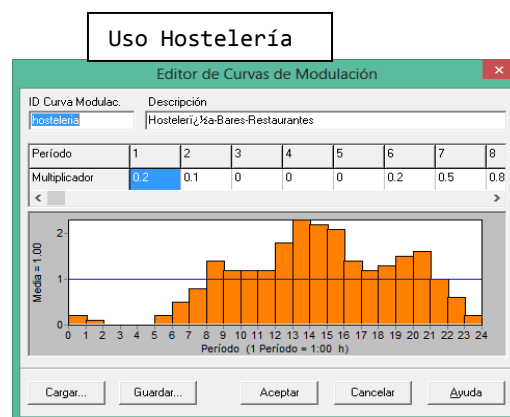 Uso Hostelería
Editor de Curvas de Modulación
ID Curva Modulac. Descripción
hosteleria Hostelerï¿½a-Bares-Restaurantes
Período 1 2 3 4 5 6 7 8
Multiplicador 0.2 0.1 0 0 0 0.2 0.5 0.8
Media = 1.00
2
1
0
0 1 2 3 4 5 6 7 8 9 10 11 12 13 14 15 16 17 18 19 20 21 22 23 24
Período (1 Período = 1:00 h)
Cargar... Guardar... Aceptar Cancelar Ayuda